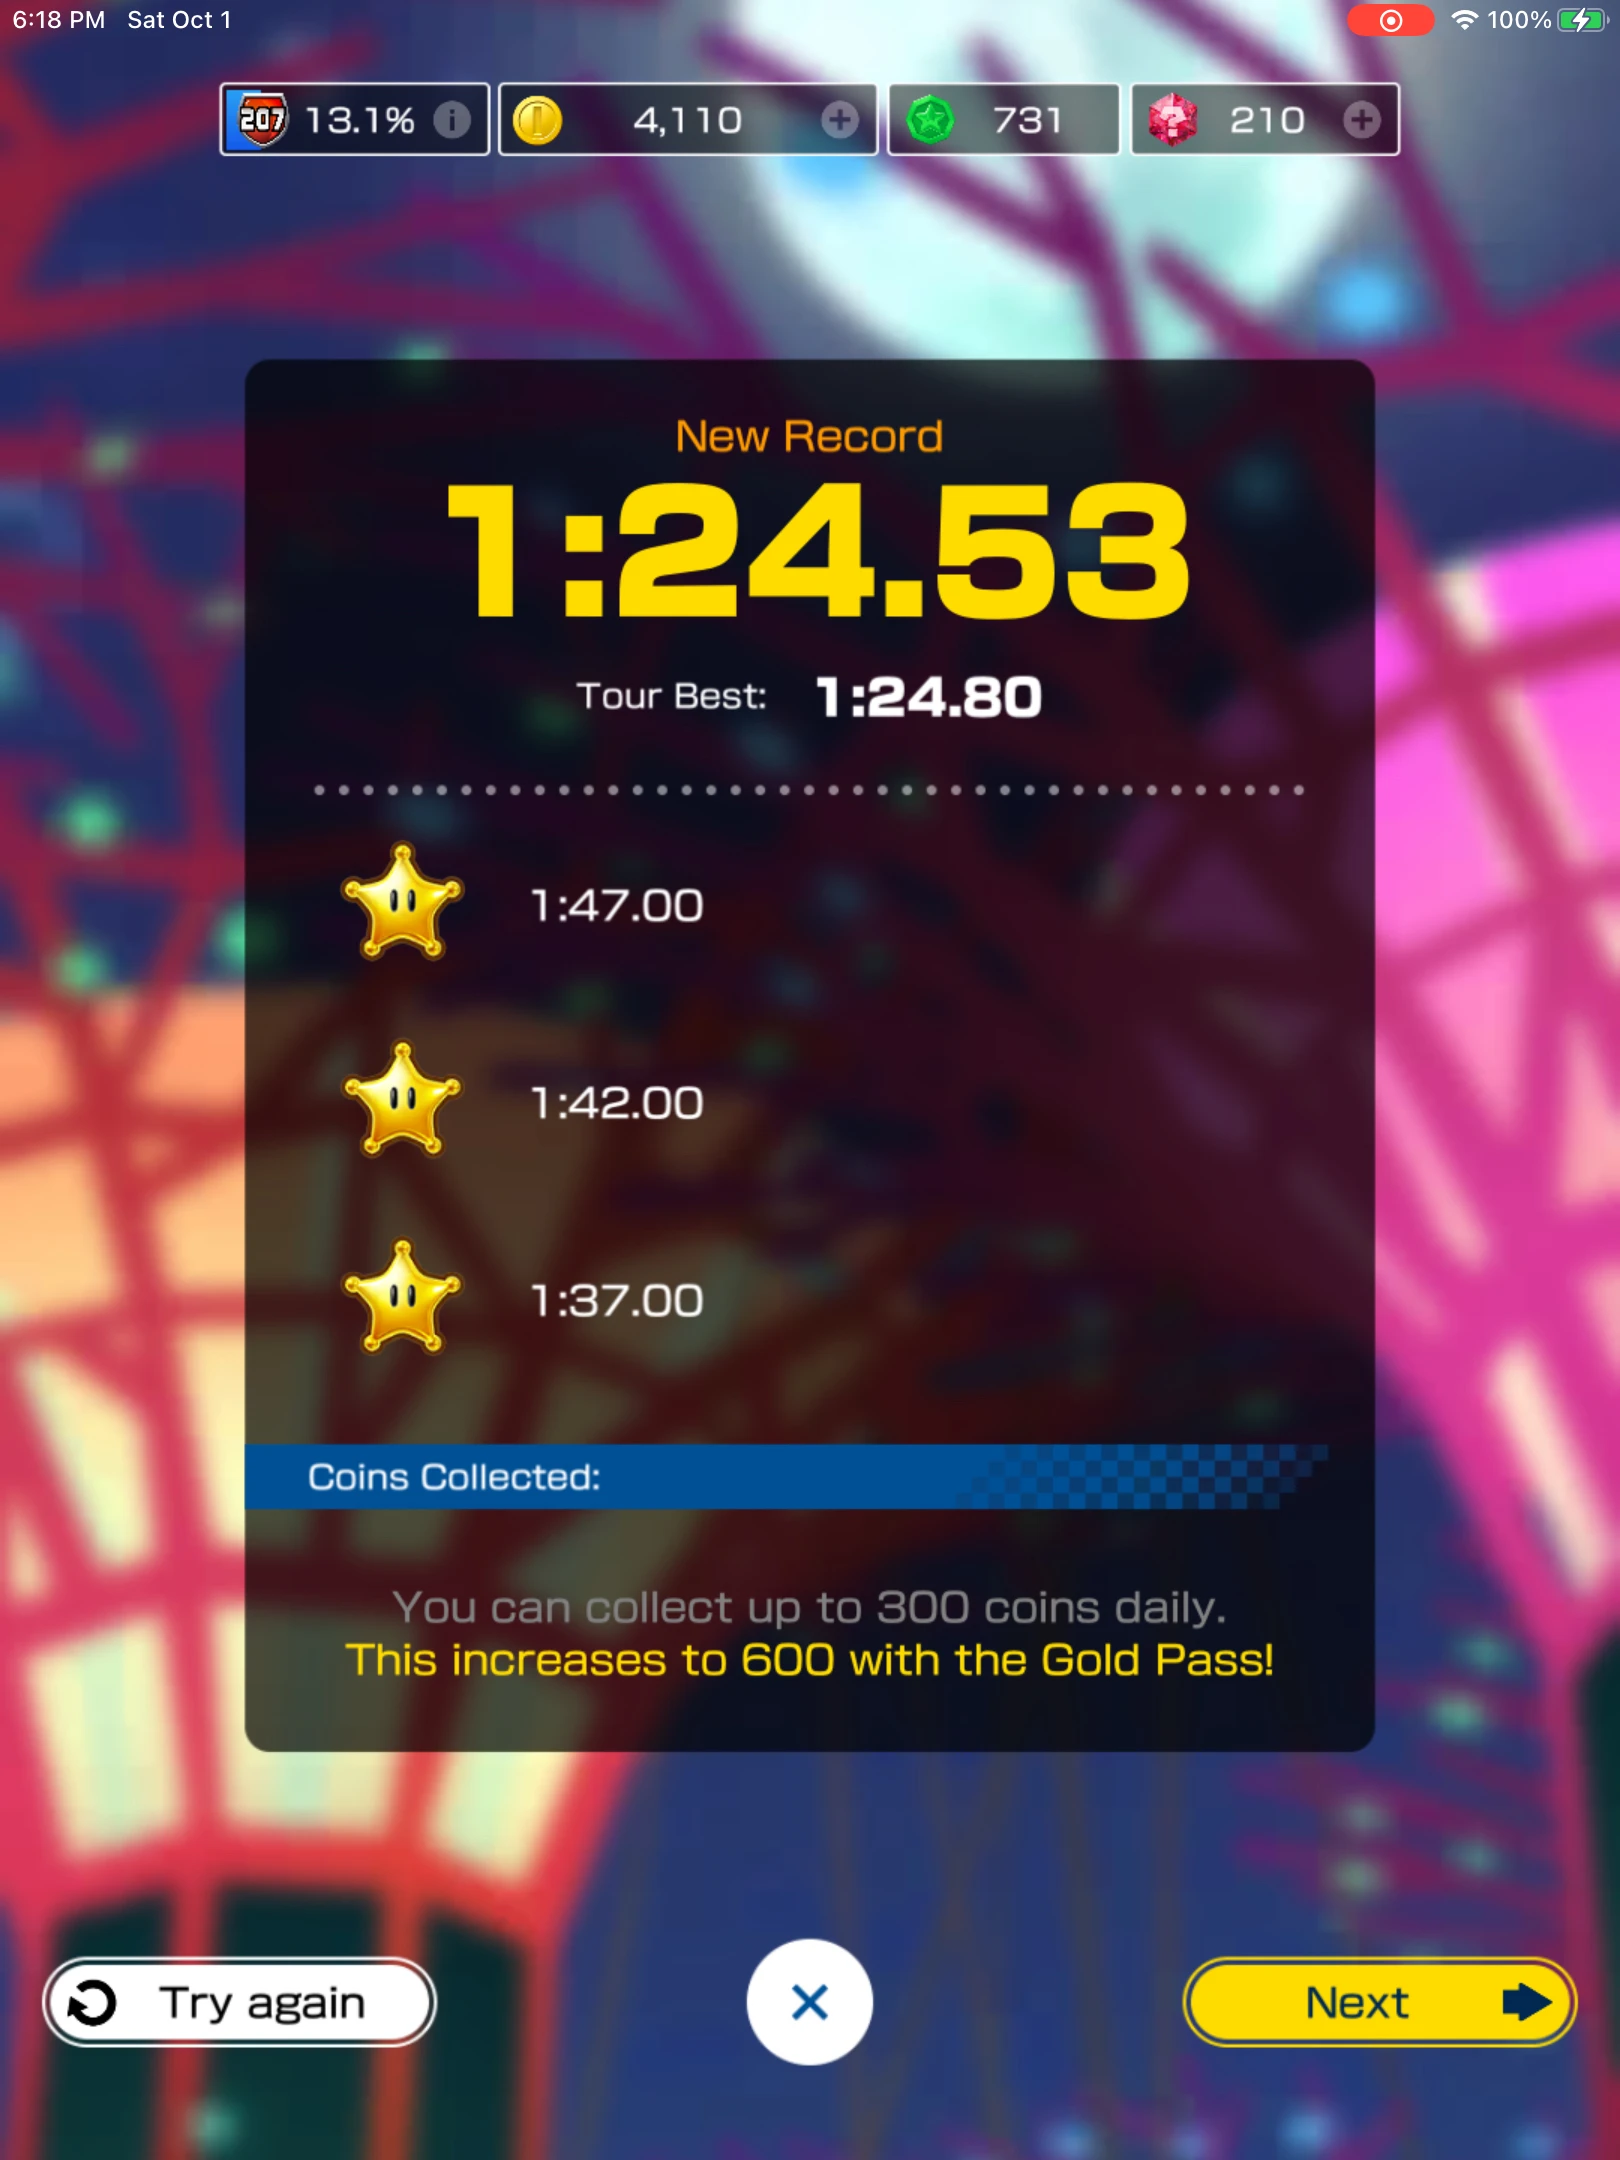 6:18 PM Sat Oct 1 100%
207 13.1% i 4,110 + ? 731 210 +
New Record
1:24.53
Tour Best: 1:24.80
1:47.00
1:42.00
1:37.00
Coins Collected:
You can collect up to 300 coins daily.
This increases to 600 with the Gold Pass!
Try again × Next